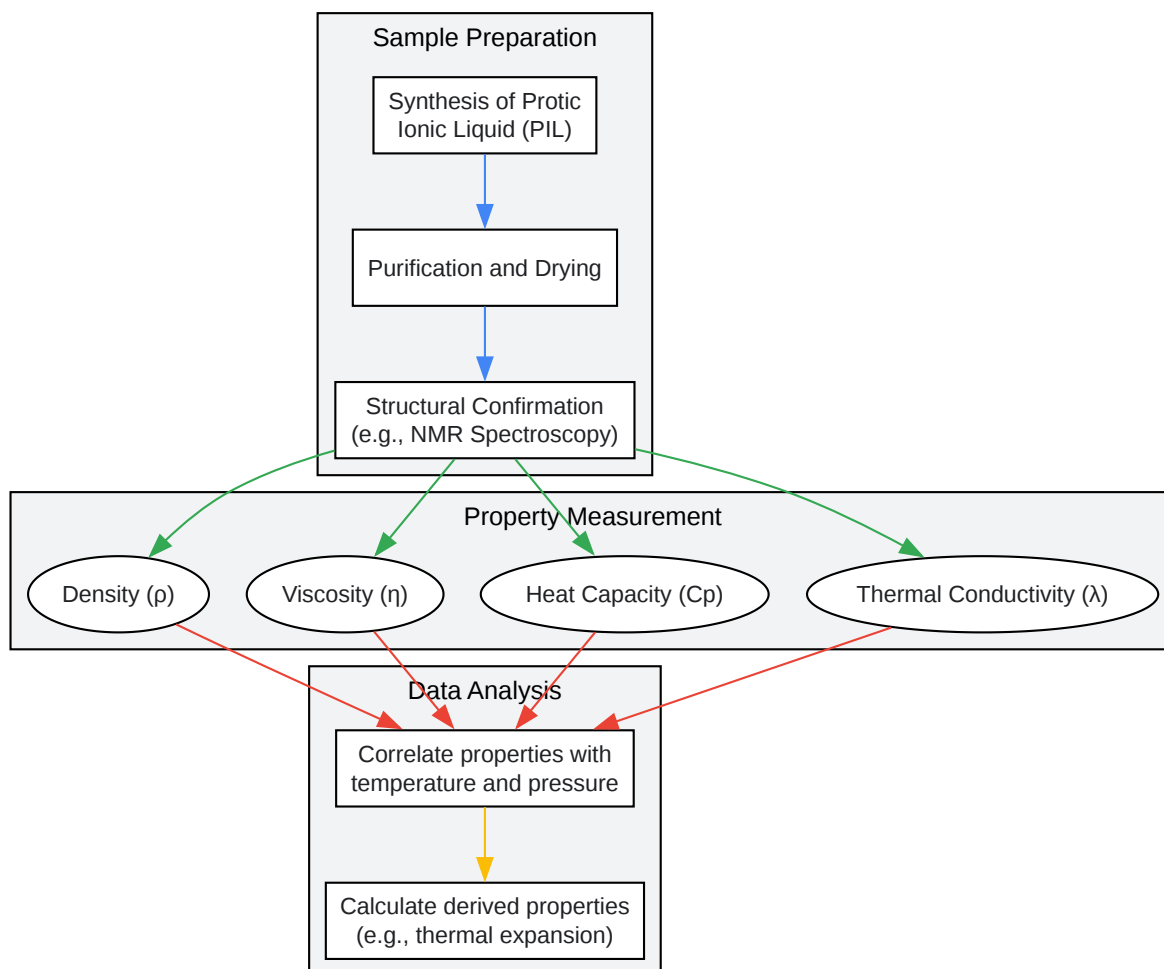 Sample Preparation
Synthesis of Protic
Ionic Liquid (PIL)
Purification and Drying
Structural Confirmation
(e.g., NMR Spectroscopy)
Property Measurement
Density (ρ)
Viscosity (η)
Heat Capacity (Cp)
Thermal Conductivity (λ)
Data Analysis
Correlate properties with
temperature and pressure
Calculate derived properties
(e.g., thermal expansion)